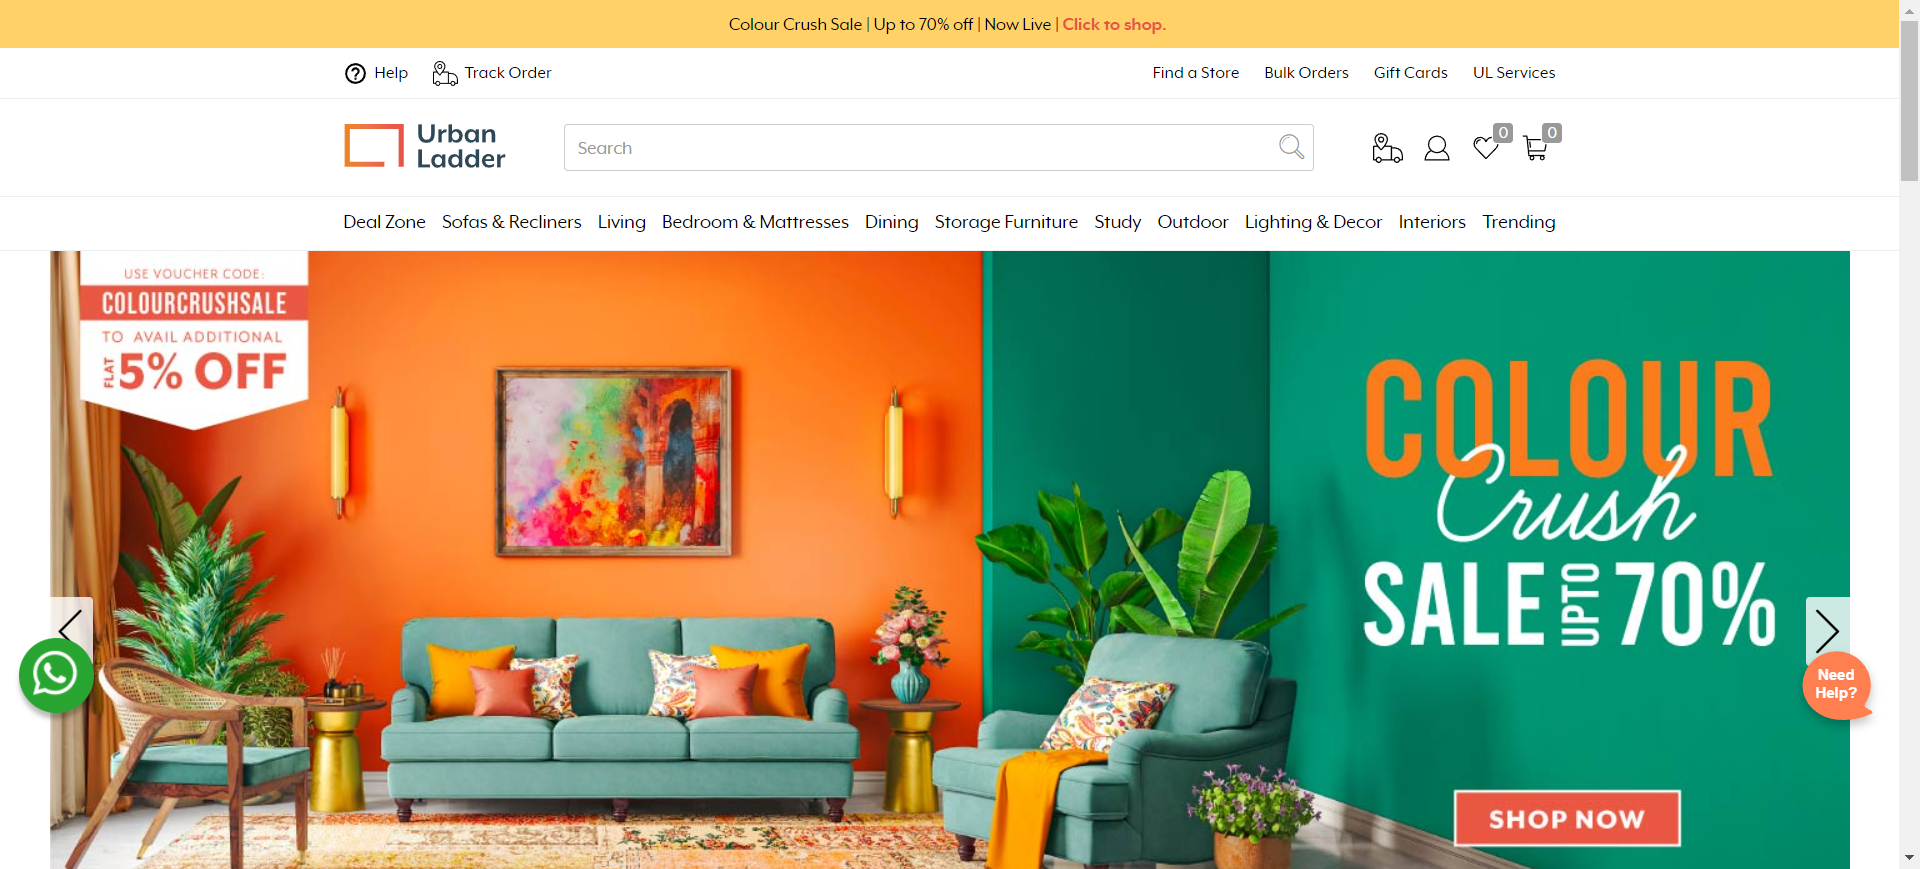 Colour Crush Sale | Up to 70% off | Now Live | Click to shop.
Help Track Order Find a Store Bulk Orders Gift Cards UL Services
Urban
Ladder
Search
0 0
Deal Zone Sofas & Recliners Living Bedroom & Mattresses Dining Storage Furniture Study Outdoor Lighting & Decor Interiors Trending
USE VOUCHER CODE:
COLOURCRUSHSALE
TO AVAIL ADDITIONAL
FLAT 5% OFF
COLOUR
Crush
SALE UPTO 70%
Need
Help?
SHOP NOW